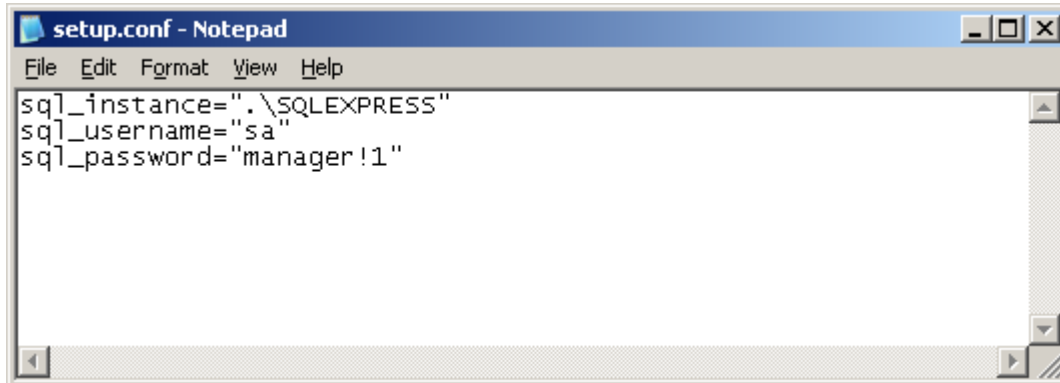 setup.conf - Notepad
File Edit Format View Help
sql_instance=".\SQLEXPRESS"
sql_username="sa"
sql_password="manager!1"